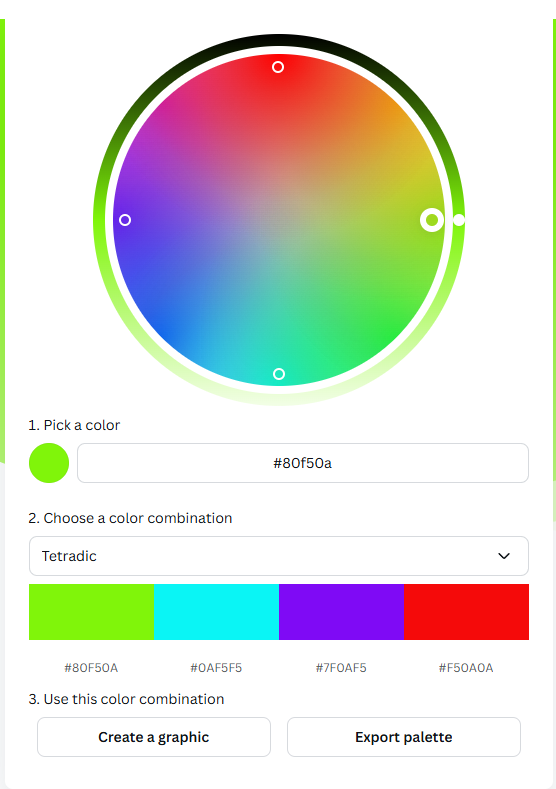 1. Pick a color
#80f50a
2. Choose a color combination
Tetradic
#80F50A #0AF5F5 #7F0AF5 #F50A0A
3. Use this color combination
Create a graphic Export palette